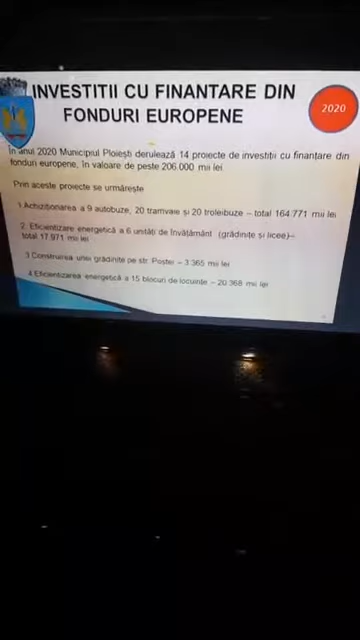 INVESTITII CU FINANTARE DIN
FONDURI EUROPENE
2020
În anul 2020 Municipiul Ploiești derulează 14 proiecte de investiții cu finanțare din
fonduri europene, în valoare de peste 206.000 mii lei
Prin aceste proiecte se urmărește
1.Achiziționarea a 9 autobuze, 20 tramvaie și 20 troleibuze – total 164.771 mii lei
2. Eficientizare energetică a 6 unități de învățământ (grădinițe și licee)–
total 17.971 mii lei
3.Construirea unei grădinițe pe str. Poștei – 3.365 mii lei
4.Eficientizarea energetică a 15 blocuri de locuințe – 20.368 mii lei